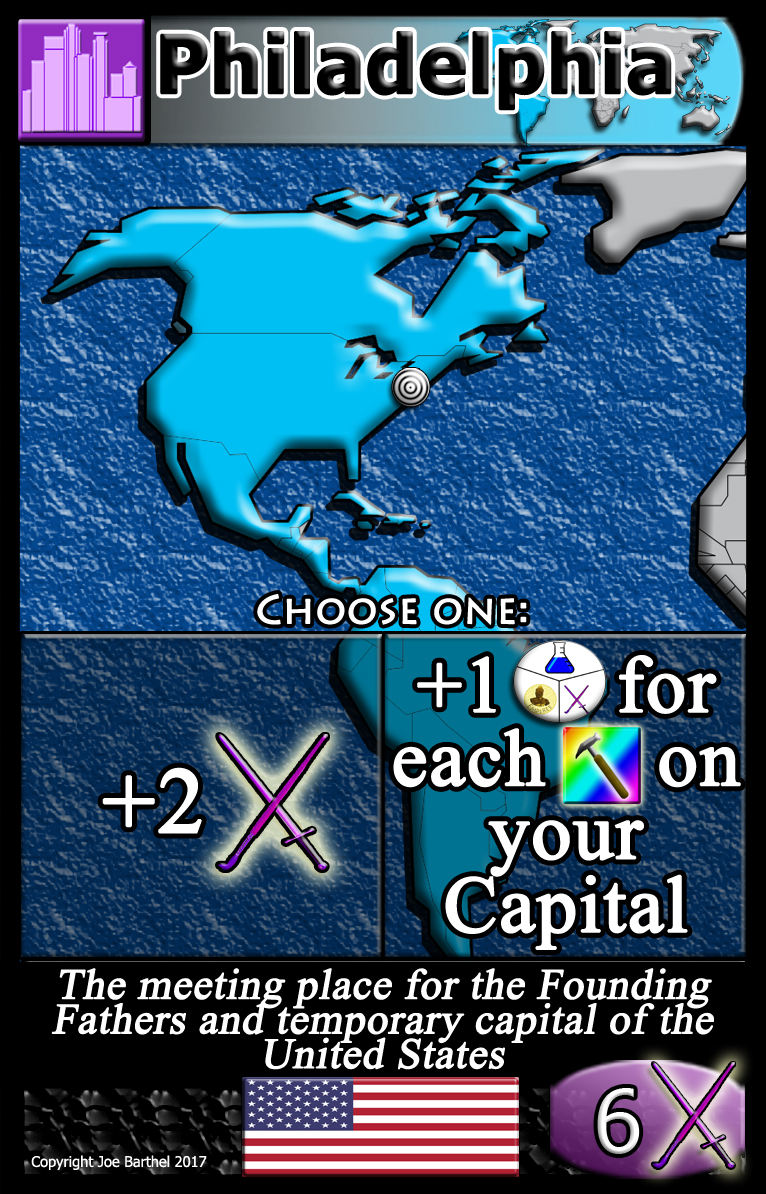 Philadelphia
Choose one:
+2
+1 for
each on
your
Capital
The meeting place for the Founding
Fathers and temporary capital of the
United States
6
Copyright Joe Barthel 2017